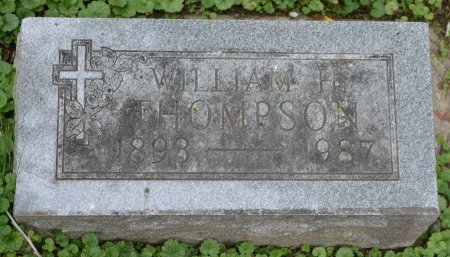 WILLIAM H.
THOMPSON
1893 — 1987